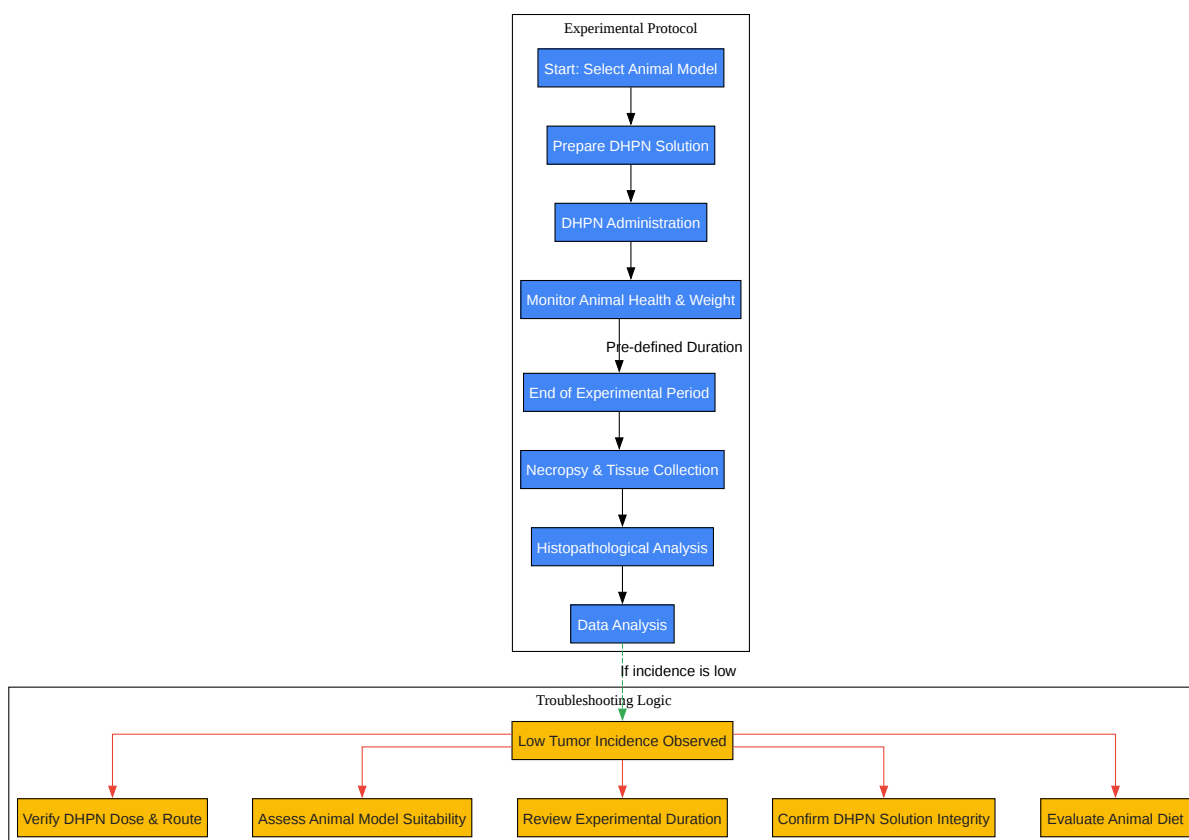 Experimental Protocol
Start: Select Animal Model
Prepare DHPN Solution
DHPN Administration
Monitor Animal Health & Weight
Pre-defined Duration
End of Experimental Period
Necropsy & Tissue Collection
Histopathological Analysis
Data Analysis
If incidence is low
Troubleshooting Logic
Low Tumor Incidence Observed
Verify DHPN Dose & Route
Assess Animal Model Suitability
Review Experimental Duration
Confirm DHPN Solution Integrity
Evaluate Animal Diet